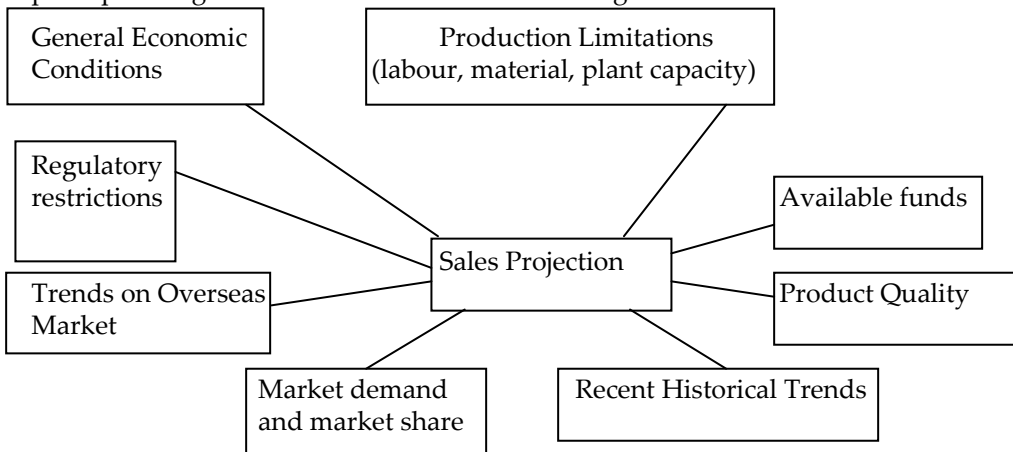 General Economic
Conditions
Production Limitations
(labour, material, plant capacity)
Regulatory
restrictions
Available funds
Sales Projection
Trends on Overseas
Market
Product Quality
Market demand
and market share
Recent Historical Trends